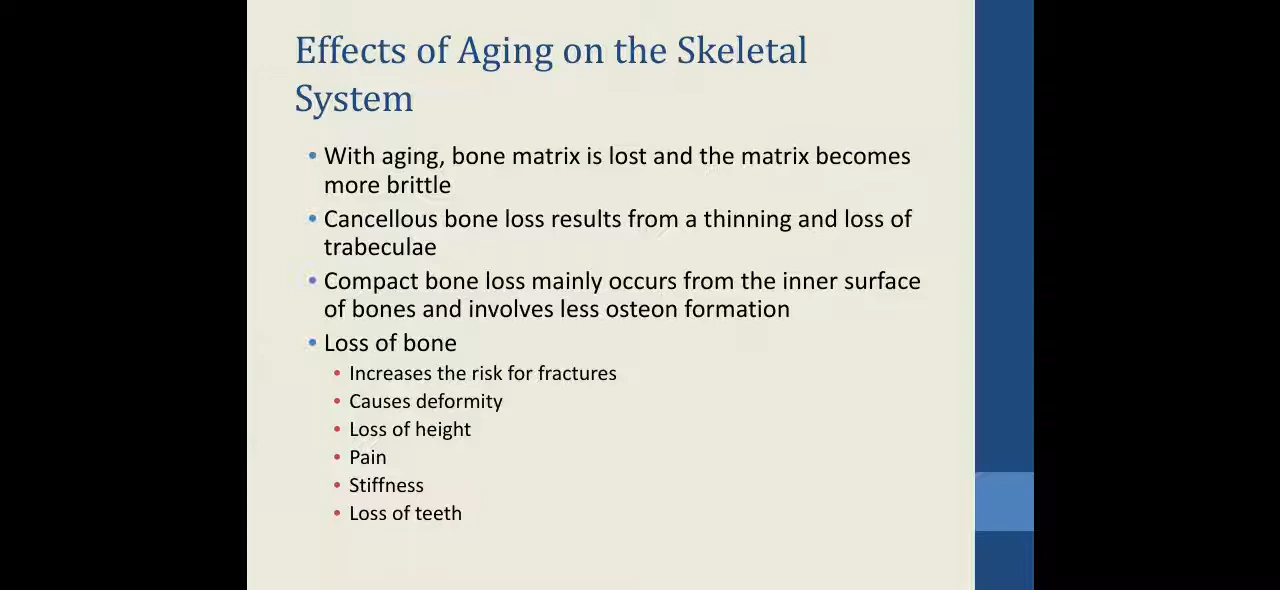 Effects of Aging on the Skeletal
System
• With aging, bone matrix is lost and the matrix becomes
more brittle
• Cancellous bone loss results from a thinning and loss of
trabeculae
• Compact bone loss mainly occurs from the inner surface
of bones and involves less osteon formation
• Loss of bone
• Increases the risk for fractures
• Causes deformity
• Loss of height
• Pain
• Stiffness
• Loss of teeth